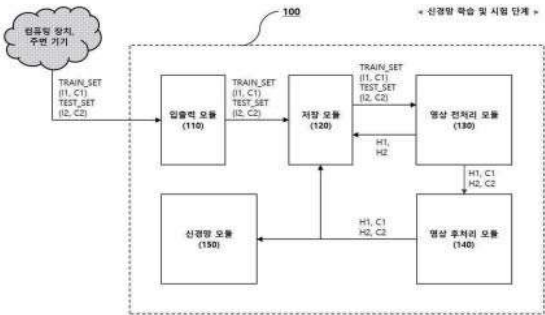 100
< 신경망 학습 및 시험 단계 >
컴퓨팅 장치,
주변 기기
TRAIN_SET
(I1, C1)
TEST_SET
(I2, C2)
입출력 모듈
(110)
TRAIN_SET
(I1, C1)
TEST_SET
(I2, C2)
저장 모듈
(120)
TRAIN_SET
(I1, C1)
TEST_SET
(I2, C2)
영상 전처리 모듈
(130)
H1,
H2
H1, C1
H2, C2
신경망 모듈
(150)
H1, C1
H2, C2
영상 후처리 모듈
(140)